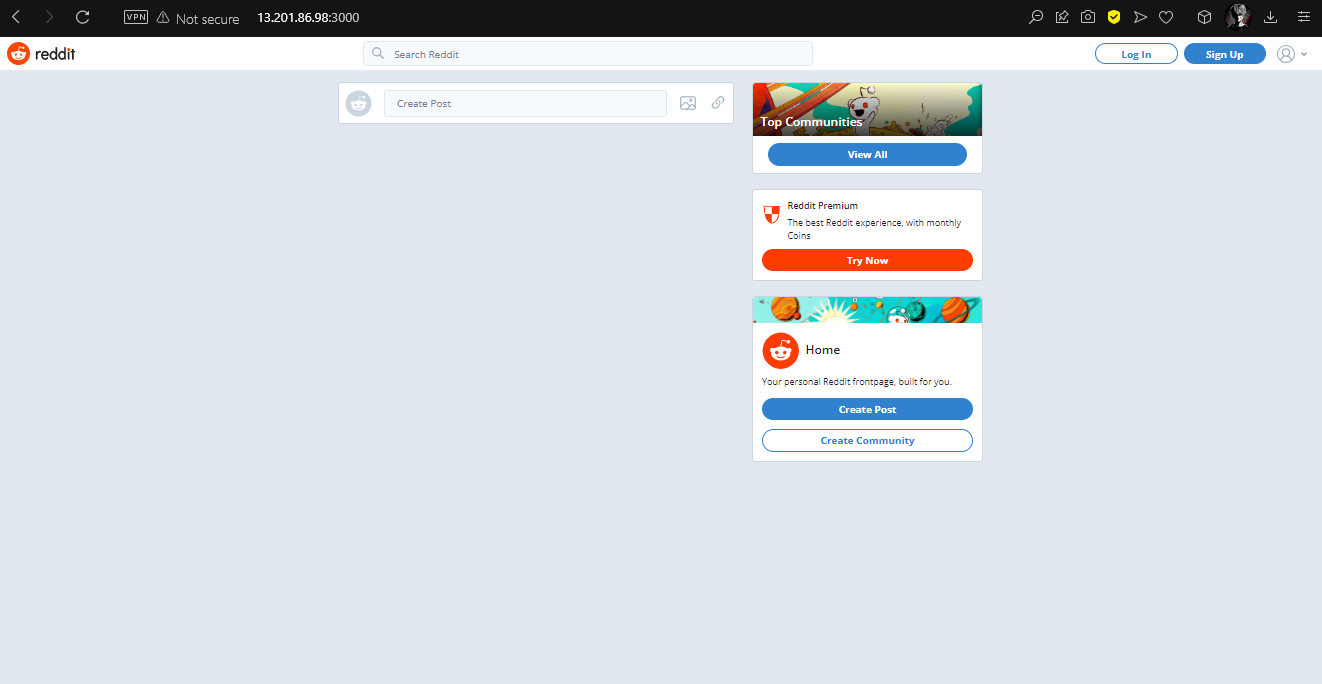 VPN Not secure 13.201.86.98:3000
reddit Search Reddit Log In Sign Up
Create Post
Top Communities
View All
Reddit Premium
The best Reddit experience, with monthly
Coins
Try Now
Home
Your personal Reddit frontpage, built for you.
Create Post
Create Community